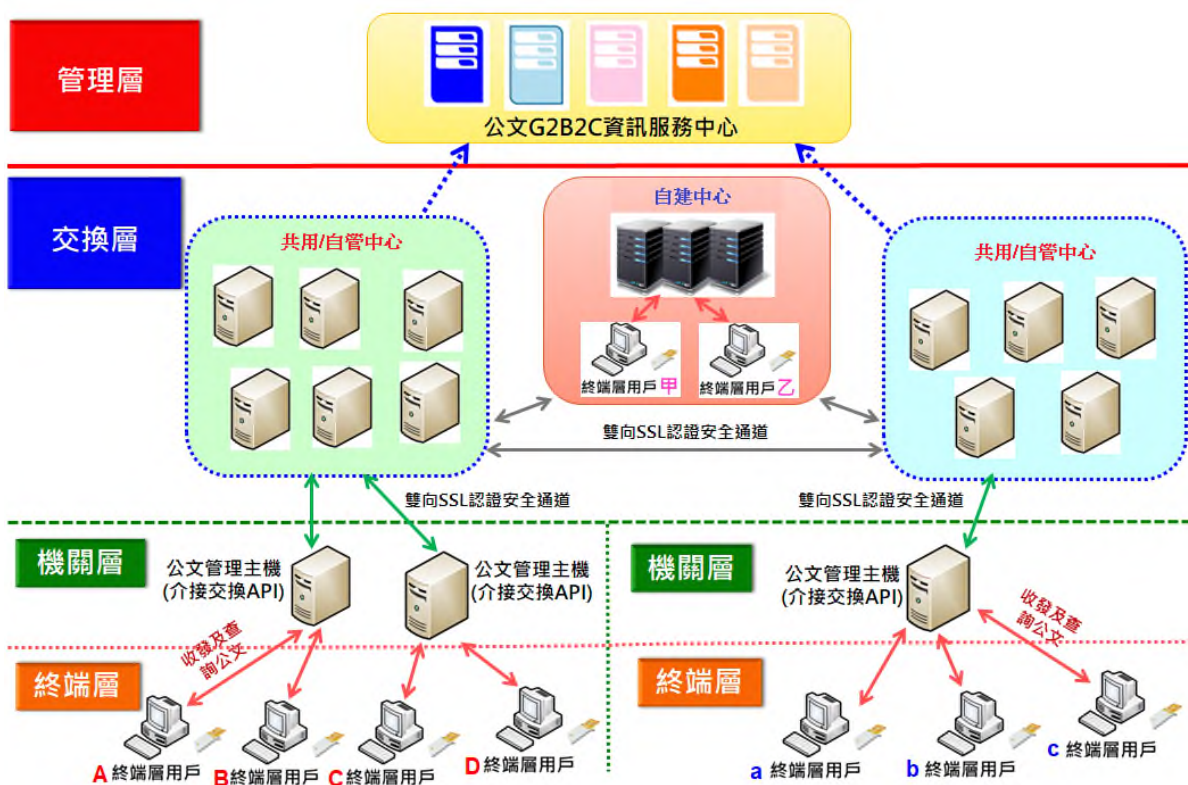 管理層
公文G2B2C資訊服務中心
交換層
共用/自管中心
自建中心
終端層用戶甲
終端層用戶乙
共用/自管中心
雙向SSL認證安全通道
雙向SSL認證安全通道
雙向SSL認證安全通道
機關層
公文管理主機
(介接交換API)
公文管理主機
(介接交換API)
機關層
公文管理主機
(介接交換API)
收發及查
詢公文
收發及查
詢公文
終端層
終端層
A 終端層用戶
B終端層用戶
C 終端層用戶
D 終端層用戶
a 終端層用戶
b 終端層用戶
c 終端層用戶